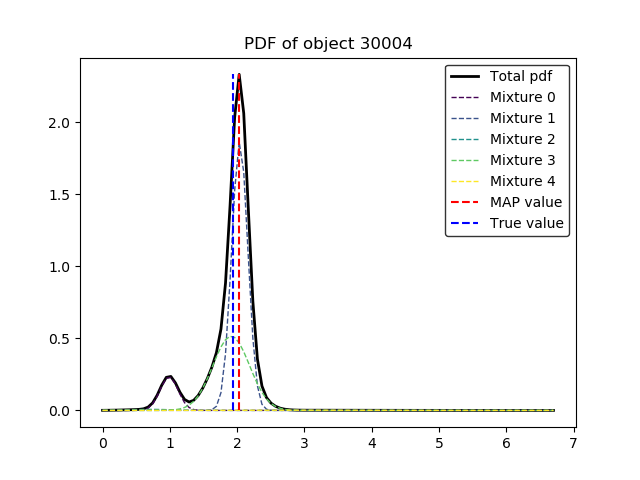 PDF of object 30004
Total pdf
Mixture 0
Mixture 1
Mixture 2
Mixture 3
Mixture 4
MAP value
True value
2.0
1.5
1.0
0.5
0.0
0 1 2 3 4 5 6 7